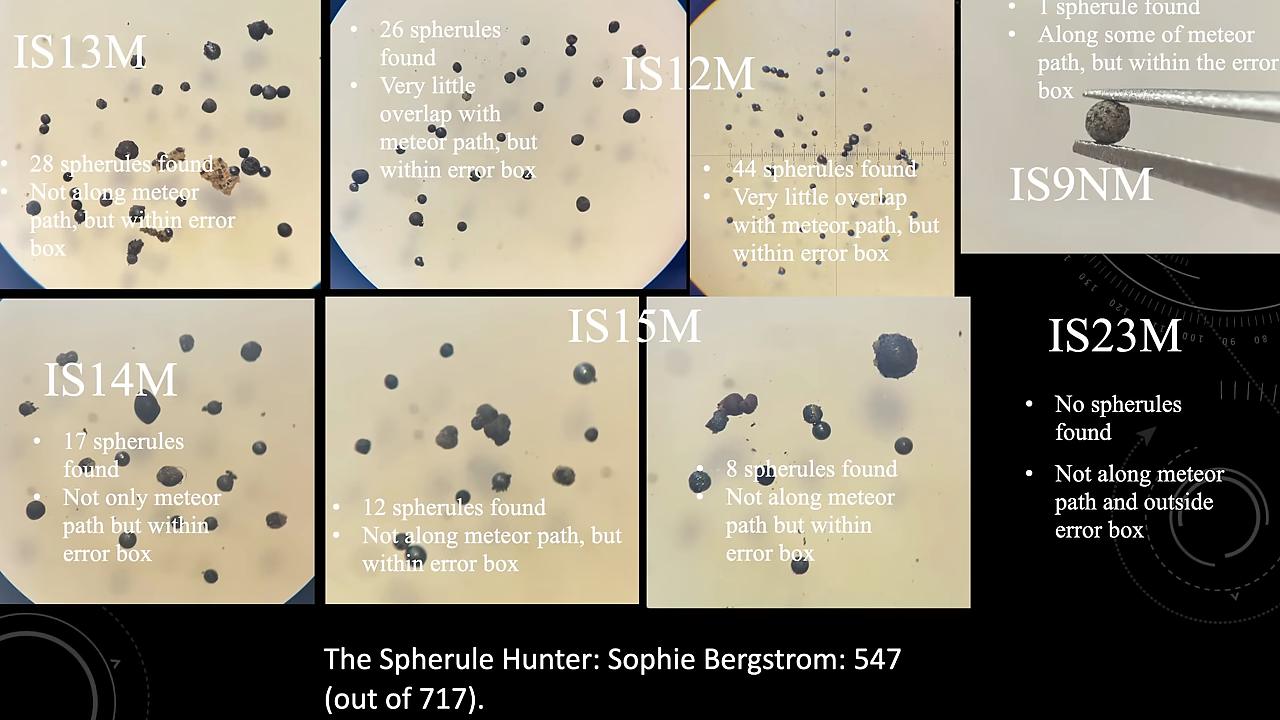 IS13M
• 28 spherules found
• Not along meteor
path, but within error
box
• 26 spherules
found
• Very little
overlap with
meteor path, but
within error box
IS12M
• 44 spherules found
• Very little overlap
with meteor path, but
within error box
• 1 spherule found
• Along some of meteor
path, but within the error
box
IS9NM
IS14M
• 17 spherules
found
• Not only meteor
path but within
error box
IS15M
• 12 spherules found
• Not along meteor path, but
within error box
• 8 spherules found
• Not along meteor
path but within
error box
IS23M
• No spherules
found
• Not along meteor
path and outside
error box
130
120
100 90 80
The Spherule Hunter: Sophie Bergstrom: 547
(out of 717).